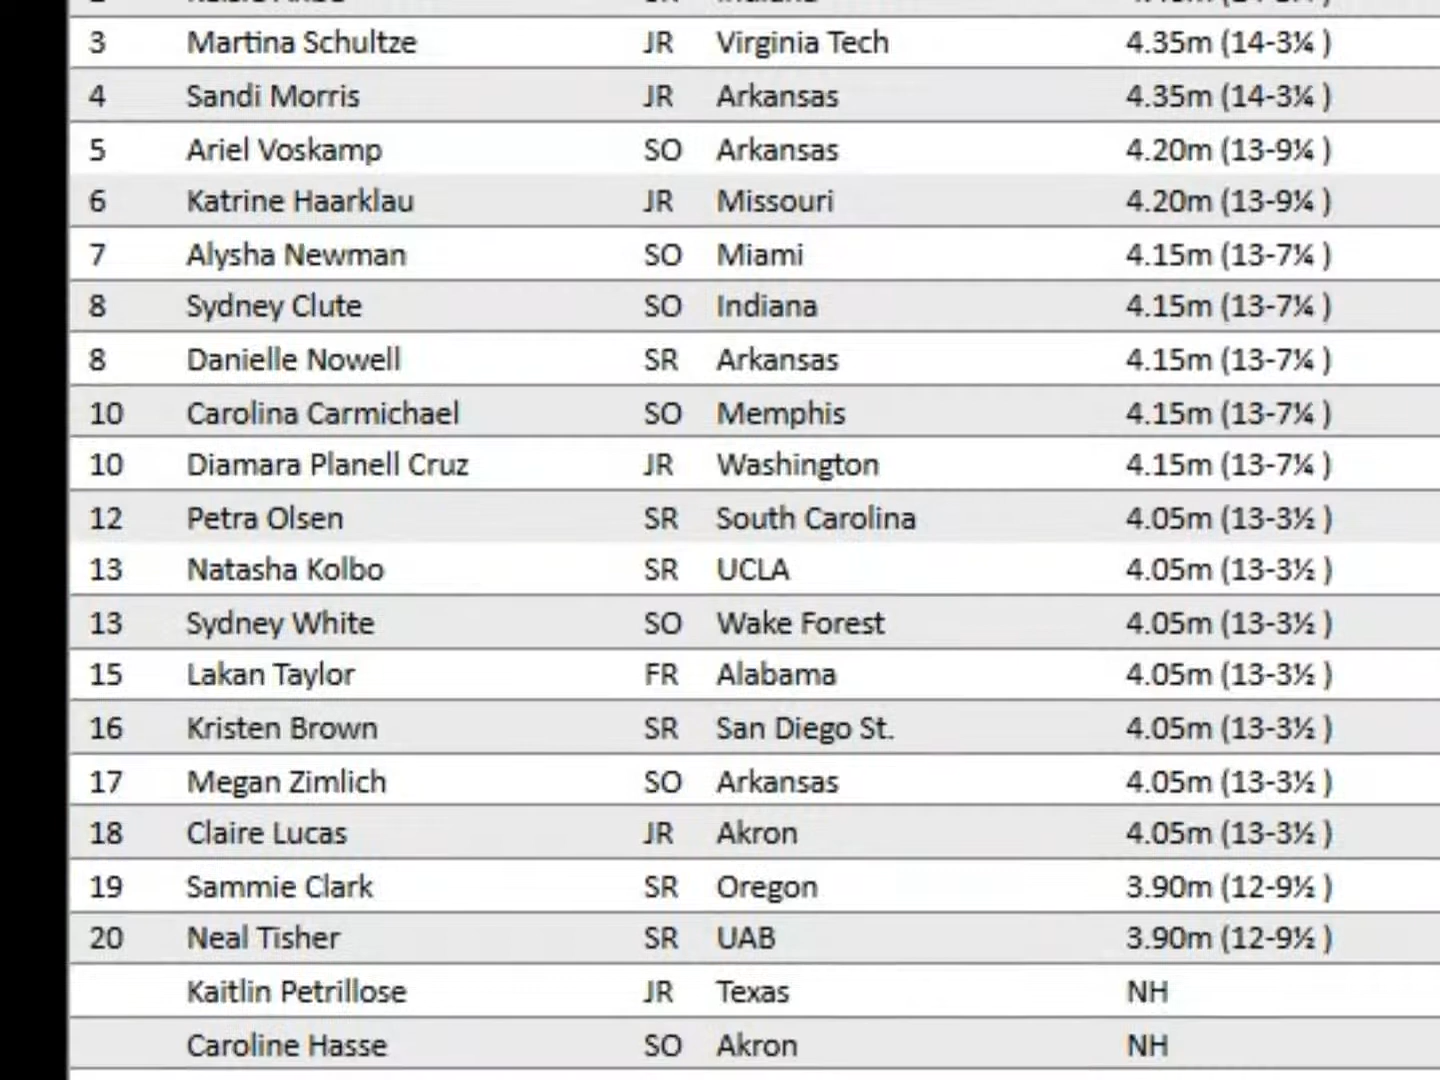 3 Martina Schultze JR Virginia Tech 4.35m (14-3¼ )
4 Sandi Morris JR Arkansas 4.35m (14-3¼ )
5 Ariel Voskamp SO Arkansas 4.20m (13-9¼ )
6 Katrine Haarklau JR Missouri 4.20m (13-9¼ )
7 Alysha Newman SO Miami 4.15m (13-7¼ )
8 Sydney Clute SO Indiana 4.15m (13-7¼ )
8 Danielle Nowell SR Arkansas 4.15m (13-7¼ )
10 Carolina Carmichael SO Memphis 4.15m (13-7¼ )
10 Diamara Planell Cruz JR Washington 4.15m (13-7¼ )
12 Petra Olsen SR South Carolina 4.05m (13-3½ )
13 Natasha Kolbo SR UCLA 4.05m (13-3½ )
13 Sydney White SO Wake Forest 4.05m (13-3½ )
15 Lakan Taylor FR Alabama 4.05m (13-3½ )
16 Kristen Brown SR San Diego St. 4.05m (13-3½ )
17 Megan Zimlich SO Arkansas 4.05m (13-3½ )
18 Claire Lucas JR Akron 4.05m (13-3½ )
19 Sammie Clark SR Oregon 3.90m (12-9½ )
20 Neal Tisher SR UAB 3.90m (12-9½ )
Kaitlin Petrillose JR Texas NH
Caroline Hasse SO Akron NH